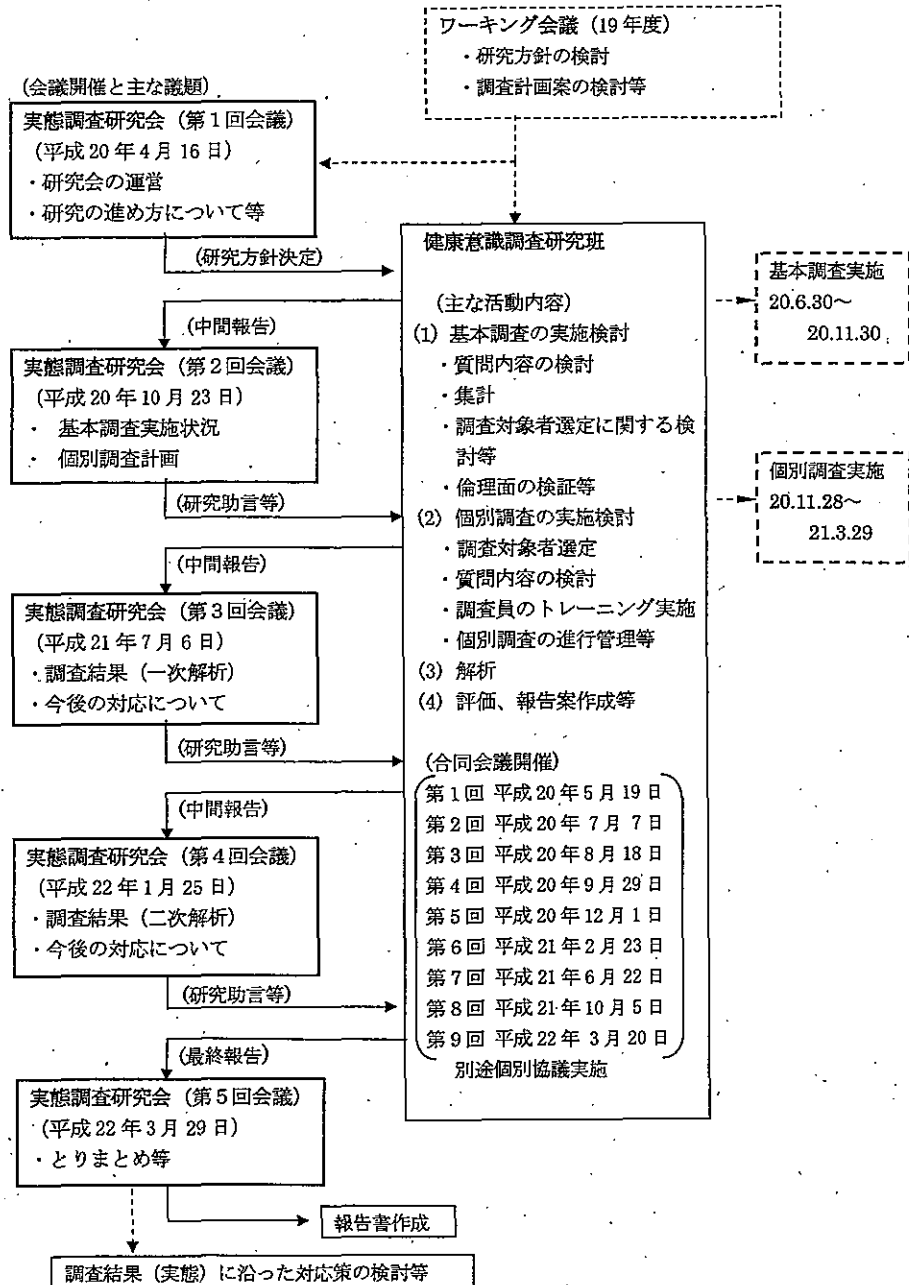 ワーキング会議（19年度）
・研究方針の検討
・調査計画案の検討等
（会議開催と主な議題）
実態調査研究会（第1回会議）
（平成20年4月16日）
・研究会の運営
・研究の進め方について等
（研究方針決定）
（中間報告）
実態調査研究会（第2回会議）
（平成20年10月23日）
・ 基本調査実施状況
・ 個別調査計画
（研究助言等）
（中間報告）
実態調査研究会（第3回会議）
（平成21年7月6日）
・調査結果（一次解析）
・今後の対応について
（研究助言等）
（中間報告）
実態調査研究会（第4回会議）
（平成22年1月25日）
・調査結果（二次解析）
・今後の対応について
（研究助言等）
（最終報告）
実態調査研究会（第5回会議）
（平成22年3月29日）
・とりまとめ等
報告書作成
調査結果（実態）に沿った対応策の検討等
健康意識調査研究班
（主な活動内容）
(1) 基本調査の実施検討
・質問内容の検討
・集計
・調査対象者選定に関する検
討等
・倫理面の検証等
(2) 個別調査の実施検討
・調査対象者選定
・質問内容の検討
・調査員のトレーニング実施
・個別調査の進行管理等
(3) 解析
(4) 評価、報告案作成等
（合同会議開催）
第1回 平成20年5月19日
第2回 平成20年7月7日
第3回 平成20年8月18日
第4回 平成20年9月29日
第5回 平成20年12月1日
第6回 平成21年2月23日
第7回 平成21年6月22日
第8回 平成21年10月5日
第9回 平成22年3月20日
別途個別協議実施
基本調査実施
20.6.30～
20.11.30
個別調査実施
20.11.28～
21.3.29